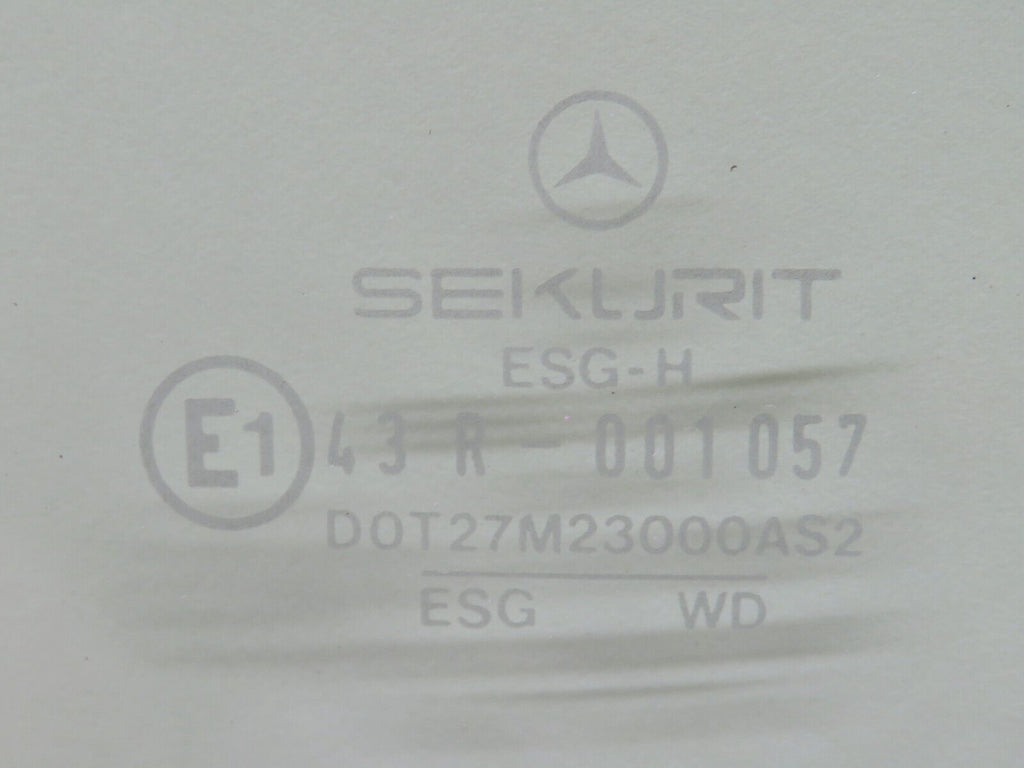 SEKURIT
ESG-H
E1 43 R - 001057
DOT27M23000AS2
ESG WD